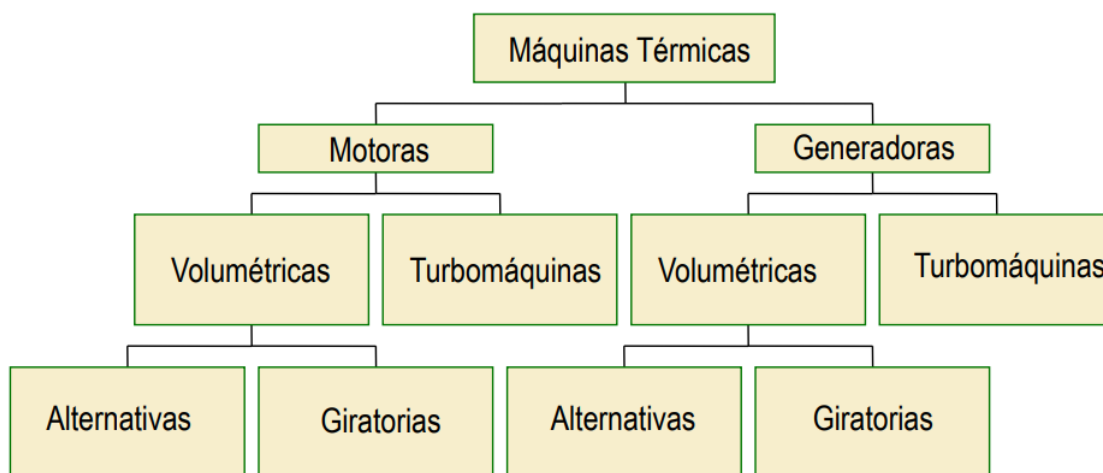 Máquinas Térmicas
Motoras
Generadoras
Volumétricas
Turbomáquinas
Volumétricas
Turbomáquinas
Alternativas
Giratorias
Alternativas
Giratorias